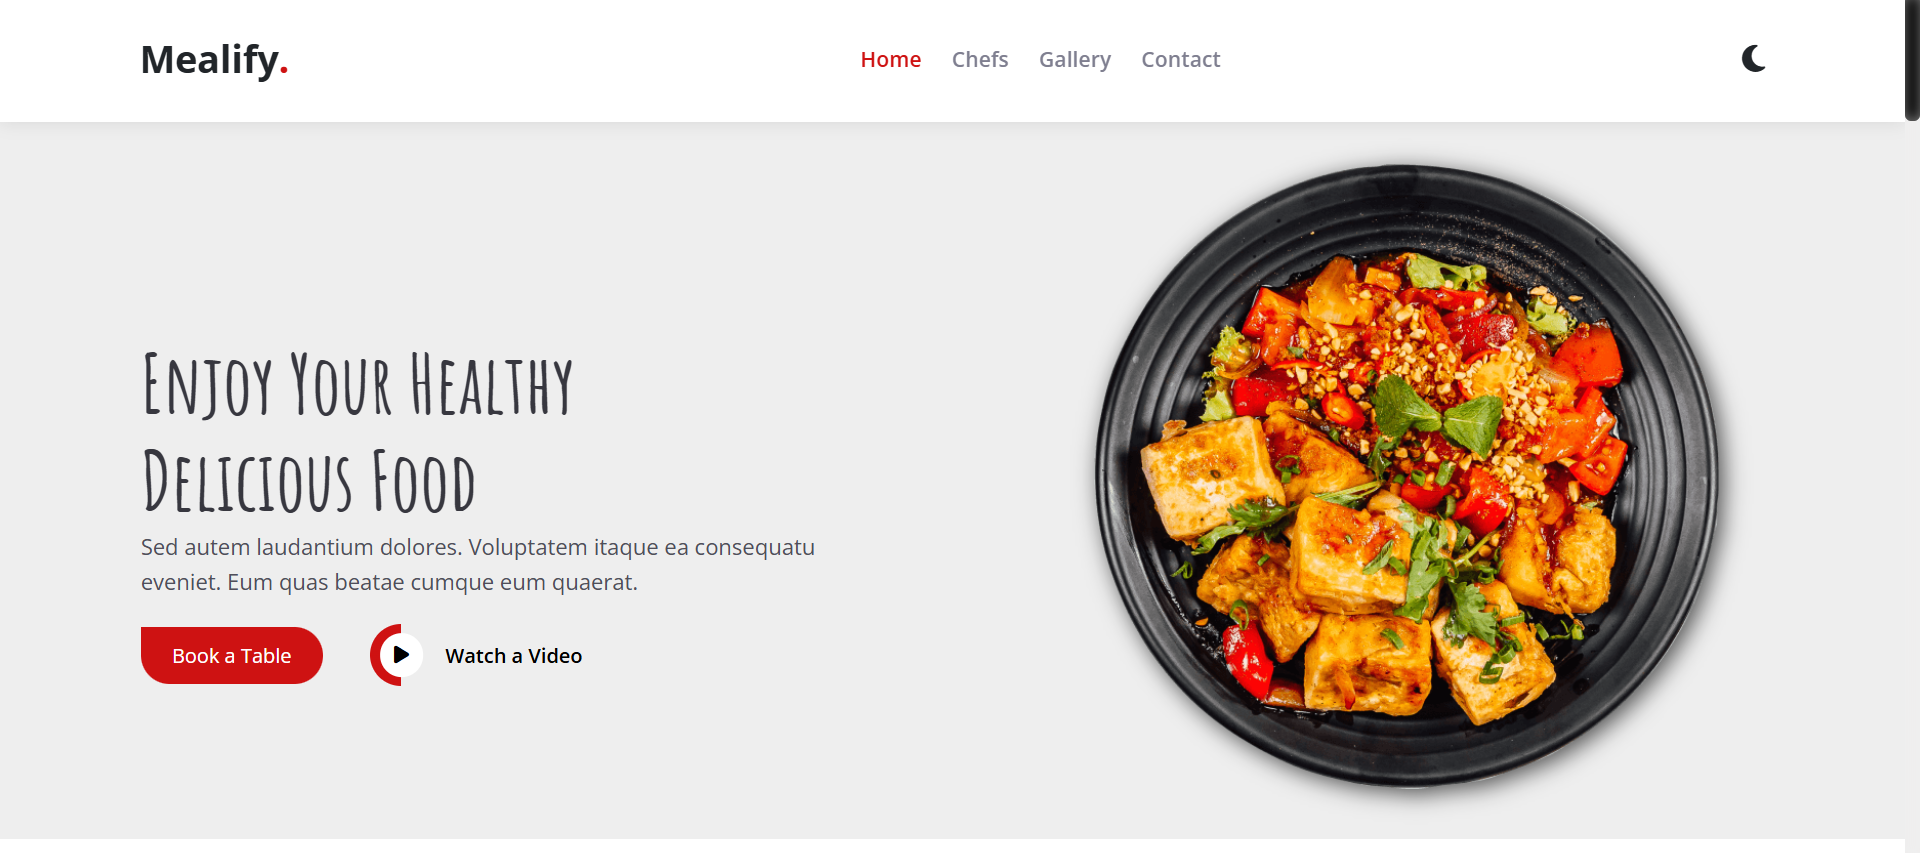 Mealify.
Home Chefs Gallery Contact
Enjoy Your Healthy
Delicious Food
Sed autem laudantium dolores. Voluptatem itaque ea consequatu
eveniet. Eum quas beatae cumque eum quaerat.
Book a Table Watch a Video